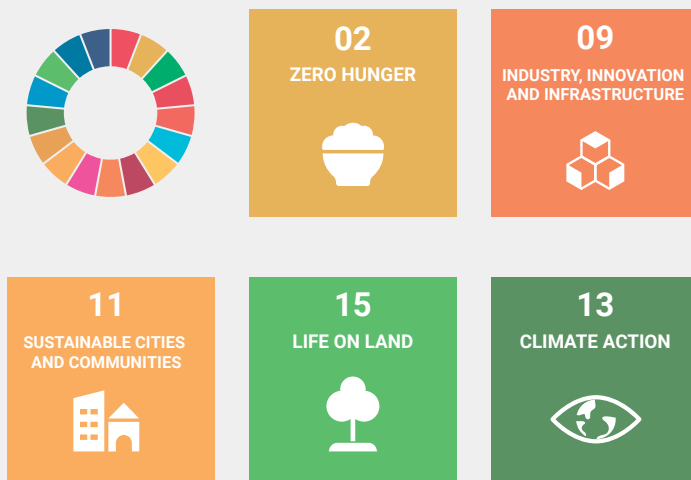 02
ZERO HUNGER
09
INDUSTRY, INNOVATION
AND INFRASTRUCTURE
11
SUSTAINABLE CITIES
AND COMMUNITIES
15
LIFE ON LAND
13
CLIMATE ACTION